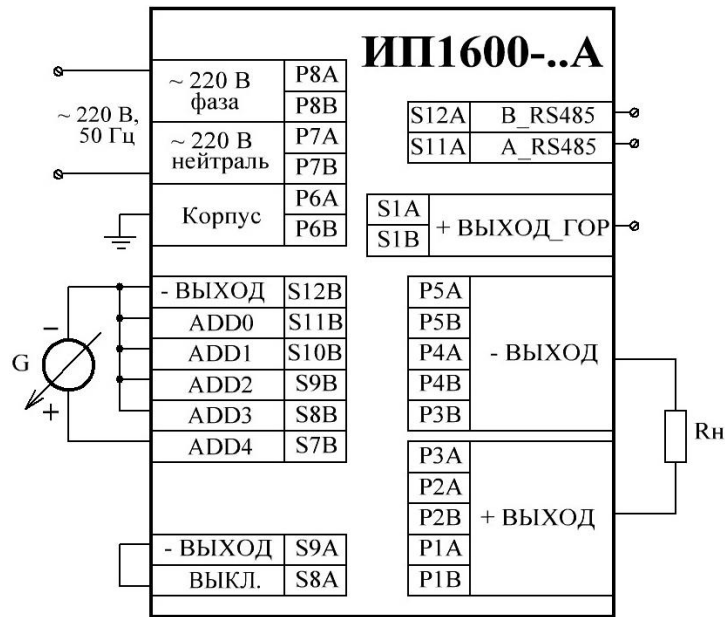 ИП1600-..А
~ 220 В,
50 Гц
~ 220 В
фаза
P8A
P8B
~ 220 В
нейтраль
P7A
P7B
Корпус
P6A
P6B
S12A B_RS485
S11A A_RS485
S1A
S1B
+ ВЫХОД_ГОР
G
−
+
- ВЫХОД S12B
ADD0 S11B
ADD1 S10B
ADD2 S9B
ADD3 S8B
ADD4 S7B
- ВЫХОД S9A
ВЫКЛ. S8A
P5A
P5B
P4A
P4B
P3B
- ВЫХОД
P3A
P2A
P2B
P1A
P1B
+ ВЫХОД
Rн